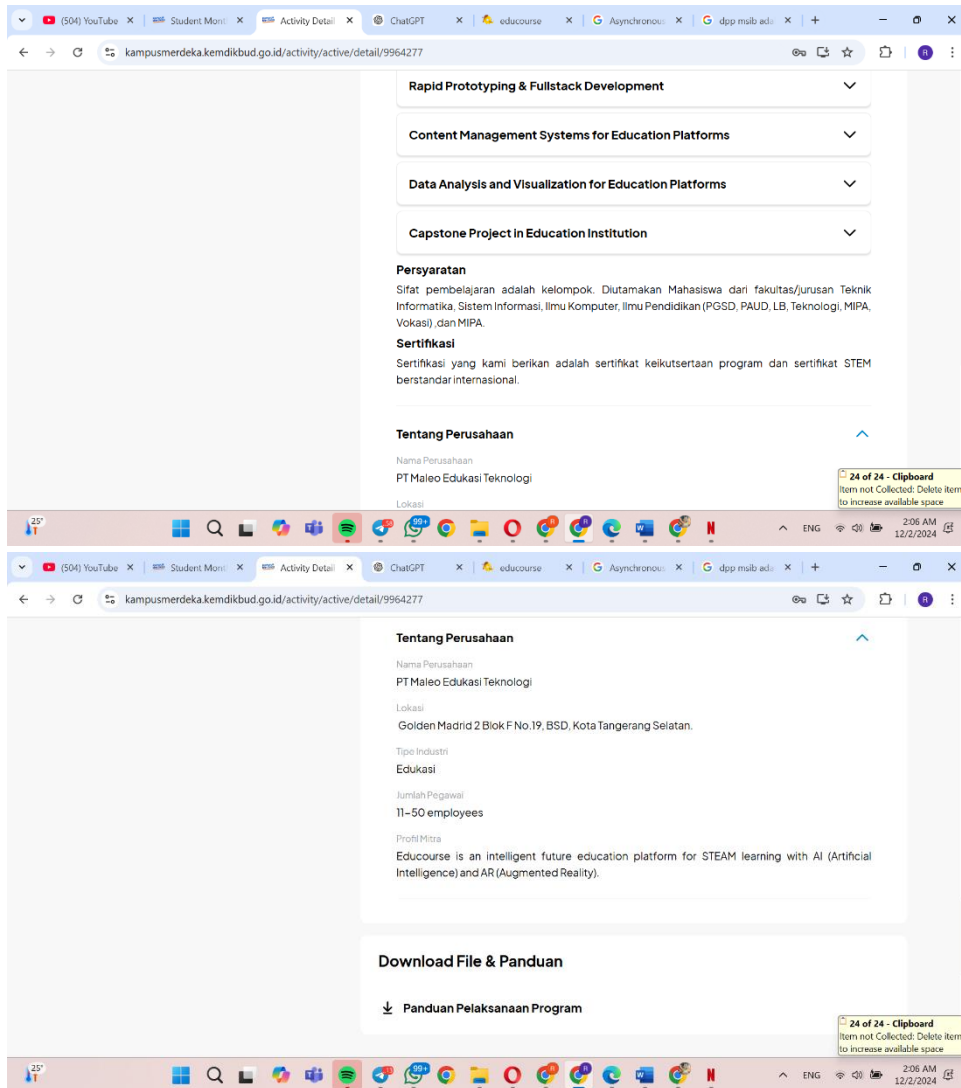 (504) YouTube
Student Mont
Activity Detail
ChatGPT
educourse
Asynchronous
dpp msib ada
kampusmerdeka.kemdikbud.go.id/activity/active/detail/9964277
R
Rapid Prototyping & Fullstack Development
Content Management Systems for Education Platforms
Data Analysis and Visualization for Education Platforms
Capstone Project in Education Institution
Persyaratan
Sifat pembelajaran adalah kelompok. Diutamakan Mahasiswa dari fakultas/jurusan Teknik
Informatika, Sistem Informasi, Ilmu Komputer, Ilmu Pendidikan (PGSD, PAUD, LB, Teknologi, MIPA,
Vokasi) ,dan MIPA.
Sertifikasi
Sertifikasi yang kami berikan adalah sertifikat keikutsertaan program dan sertifikat STEM
berstandar internasional.
Tentang Perusahaan
Nama Perusahaan
PT Maleo Edukasi Teknologi
Lokasi
24 of 24 - Clipboard
Item not Collected: Delete item
to increase available space
25°
99+
ENG
2:06 AM
12/2/2024
(504) YouTube
Student Mont
Activity Detail
ChatGPT
educourse
Asynchronous
dpp msib ada
kampusmerdeka.kemdikbud.go.id/activity/active/detail/9964277
R
Tentang Perusahaan
Nama Perusahaan
PT Maleo Edukasi Teknologi
Lokasi
Golden Madrid 2 Blok F No.19, BSD, Kota Tangerang Selatan.
Tipe Industri
Edukasi
Jumlah Pegawai
11-50 employees
Profil Mitra
Educourse is an intelligent future education platform for STEAM learning with AI (Artificial
Intelligence) and AR (Augmented Reality).
Download File & Panduan
Panduan Pelaksanaan Program
24 of 24 - Clipboard
Item not Collected: Delete item
to increase available space
25°
99+
ENG
2:06 AM
12/2/2024